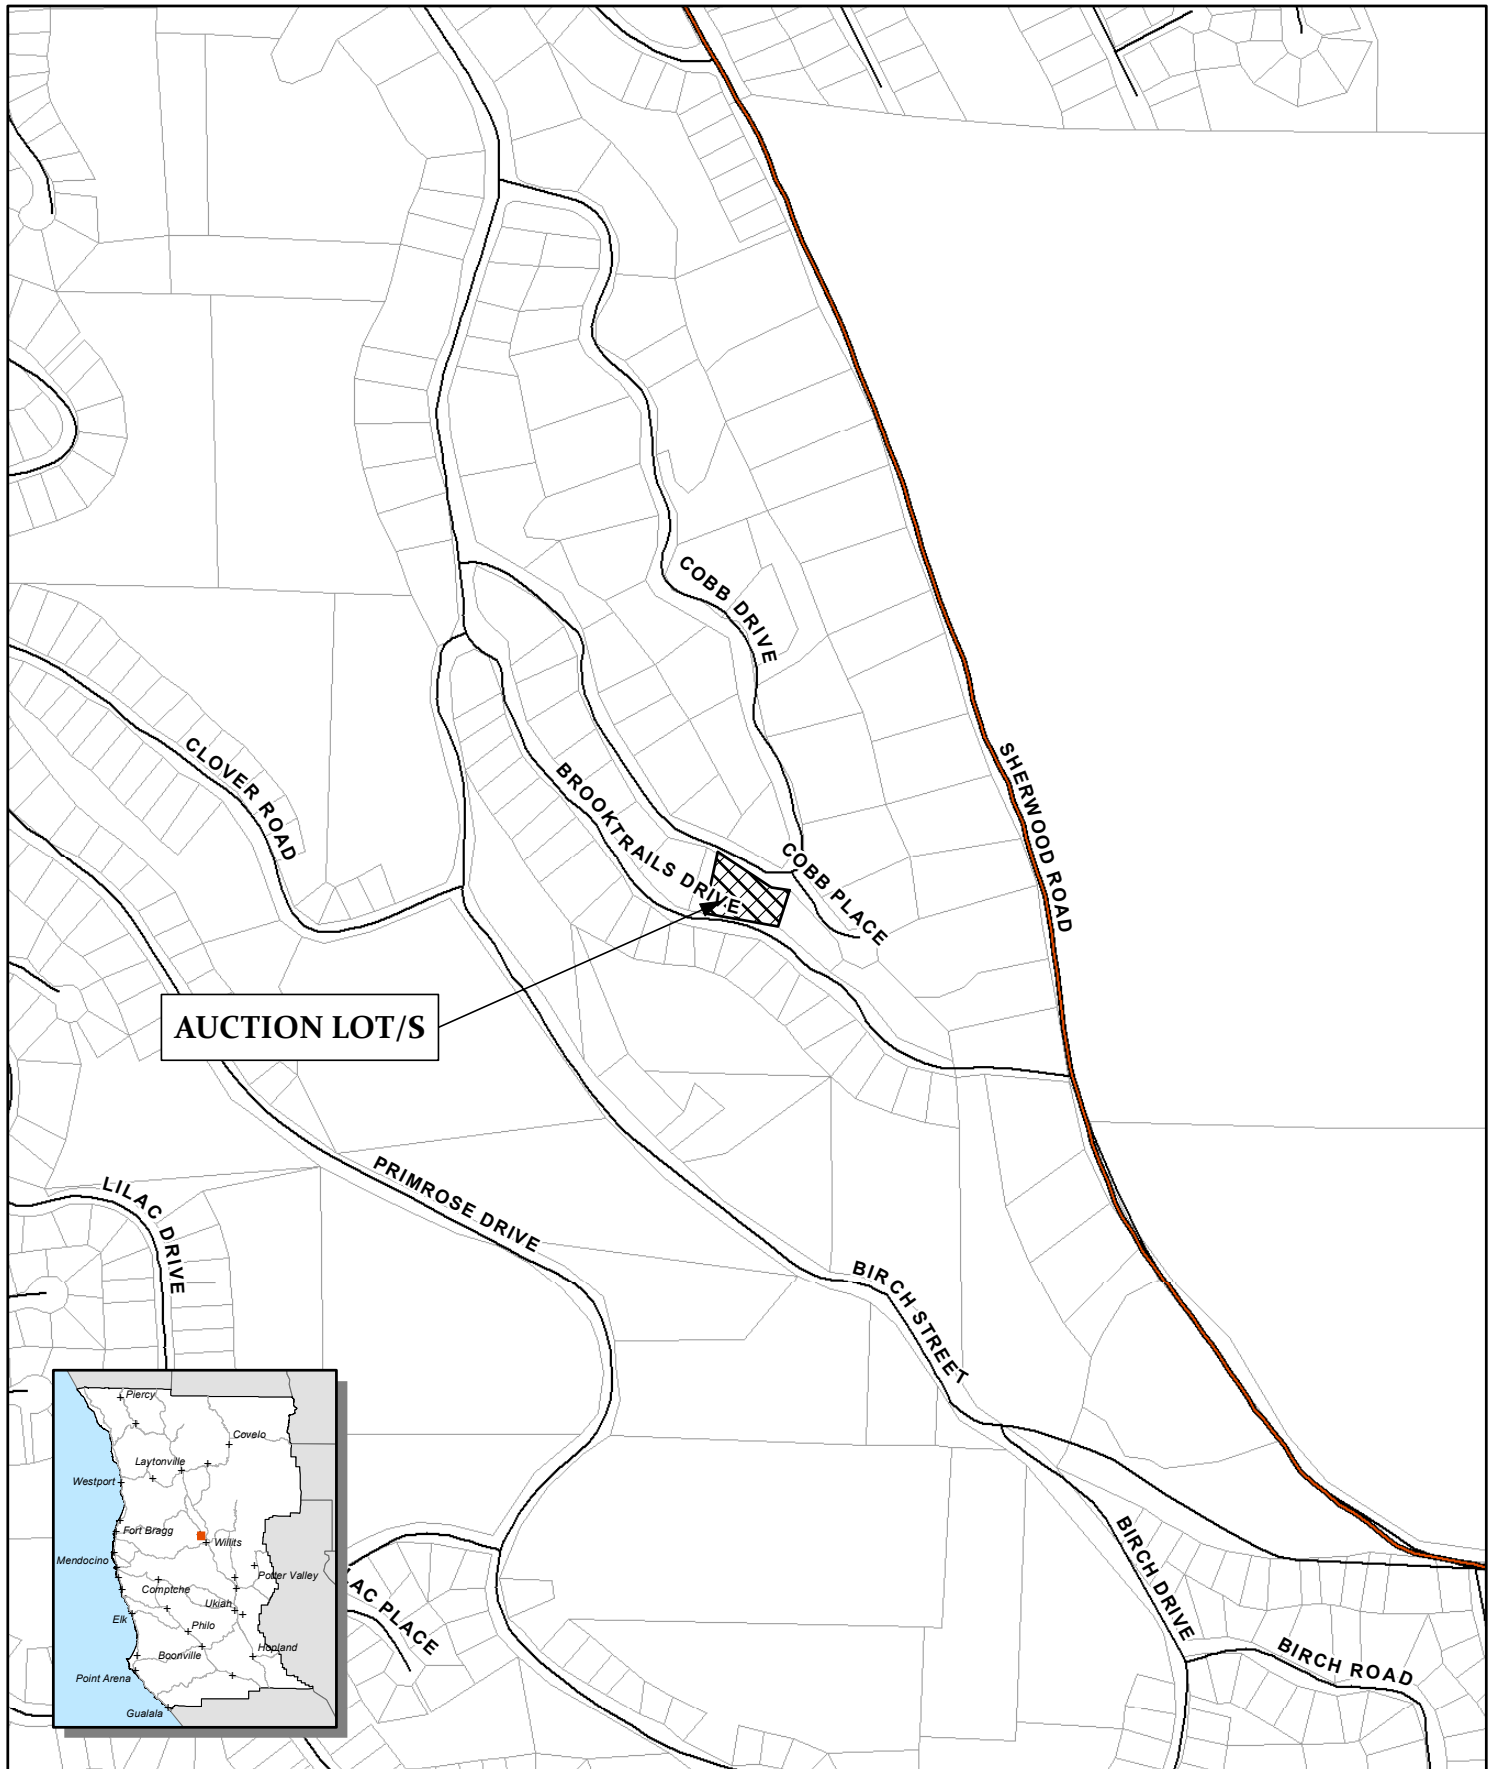 COBB DRIVE
SHERWOOD ROAD
CLOVER ROAD
BROOKTRAILS DRIVE
COBB PLACE
AUCTION LOT/S
PRIMROSE DRIVE
LILAC DRIVE
BIRCH STREET
BIRCH DRIVE
BIRCH ROAD
LAC PLACE
Piercy
Covelo
Laytonville
Westport
Fort Bragg
Willits
Mendocino
Potter Valley
Comptche
Ukiah
Elk
Philo
Boonville
Hopland
Point Arena
Gualala